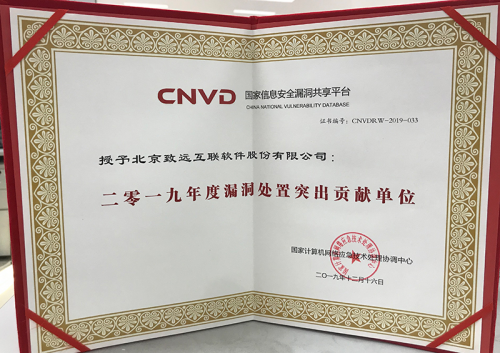 CNVD 国家信息安全漏洞共享平台
CHINA NATIONAL VULNERABILITY DATABASE
证书编号：CNVDRW-2019-033
授予北京致远互联软件股份有限公司：
二零一九年度漏洞处置突出贡献单位
国家计算机网络应急技术处理协调中心
二〇一九年十二月十六日